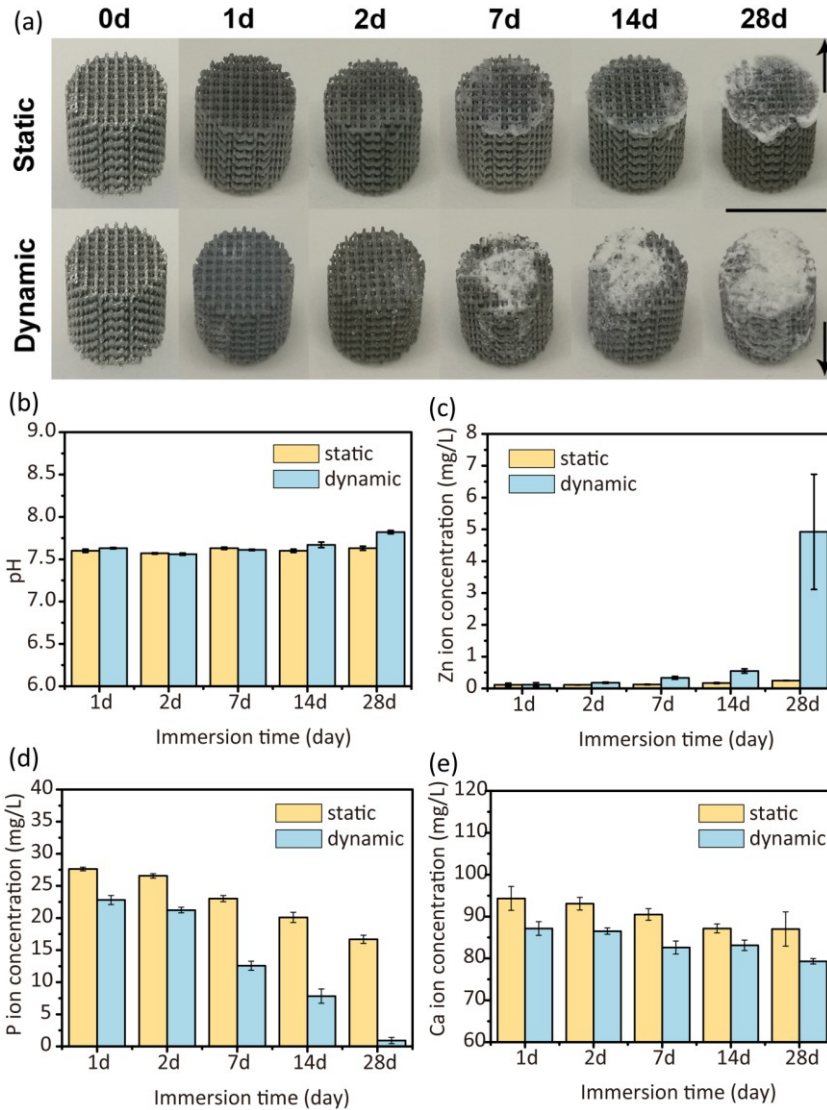 (a)
0d 1d 2d 7d 14d 28d
Static
Dynamic
(b)
pH
9.0
8.5
8.0
7.5
7.0
6.5
6.0
static
dynamic
1d 2d 7d 14d 28d
Immersion time (day)
(c)
Zn ion concentration (mg/L)
8
7
6
5
4
3
2
1
0
static
dynamic
1d 2d 7d 14d 28d
Immersion time (day)
(d)
P ion concentration (mg/L)
40
35
30
25
20
15
10
5
0
static
dynamic
1d 2d 7d 14d 28d
Immersion time (day)
(e)
Ca ion concentration (mg/L)
120
110
100
90
80
70
60
static
dynamic
1d 2d 7d 14d 28d
Immersion time (day)